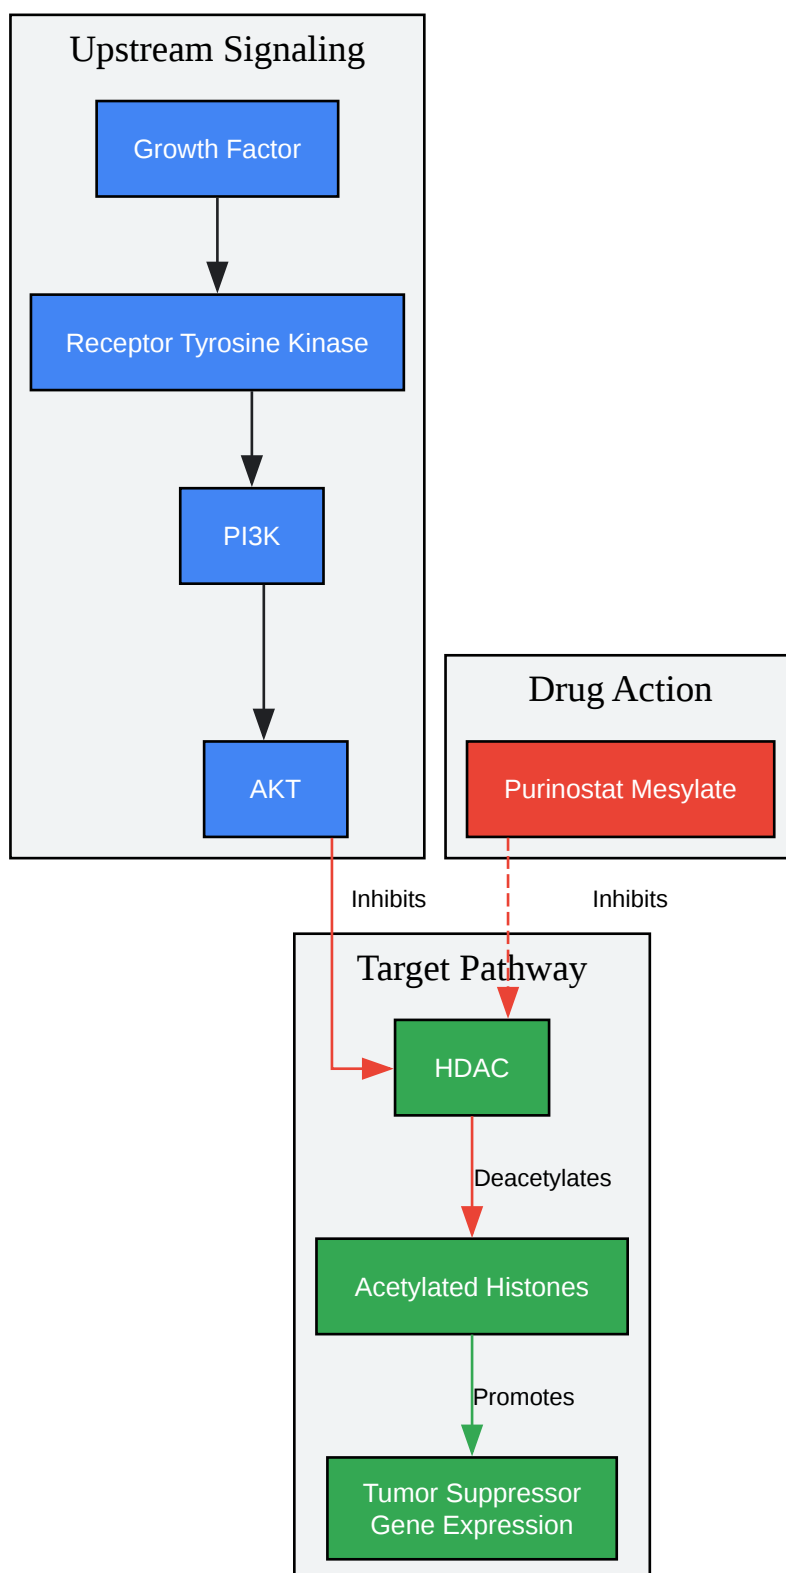 Upstream Signaling
Growth Factor
Receptor Tyrosine Kinase
PI3K
AKT
Drug Action
Purinostat Mesylate
Inhibits
Inhibits
Target Pathway
HDAC
Deacetylates
Acetylated Histones
Promotes
Tumor Suppressor
Gene Expression